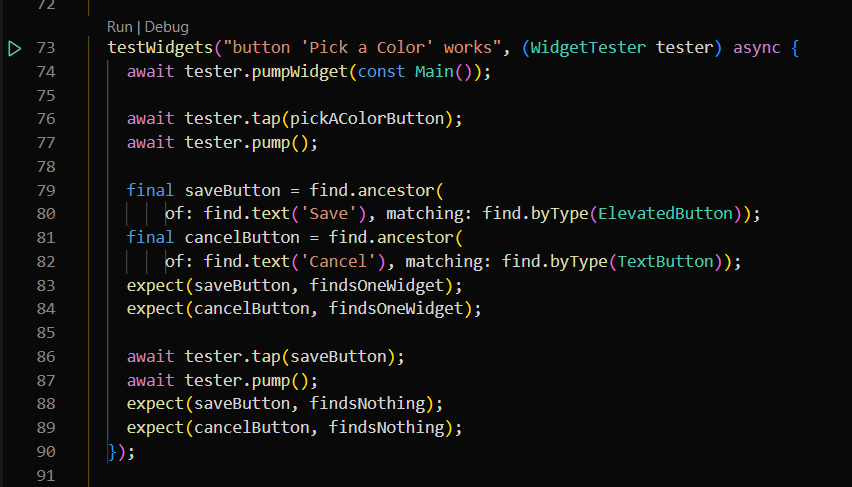 72
Run | Debug
73 testWidgets("button 'Pick a Color' works", (WidgetTester tester) async {
74 await tester.pumpWidget(const Main());
75
76 await tester.tap(pickAColorButton);
77 await tester.pump();
78
79 final saveButton = find.ancestor(
80 of: find.text('Save'), matching: find.byType(ElevatedButton));
81 final cancelButton = find.ancestor(
82 of: find.text('Cancel'), matching: find.byType(TextButton));
83 expect(saveButton, findsOneWidget);
84 expect(cancelButton, findsOneWidget);
85
86 await tester.tap(saveButton);
87 await tester.pump();
88 expect(saveButton, findsNothing);
89 expect(cancelButton, findsNothing);
90 });
91